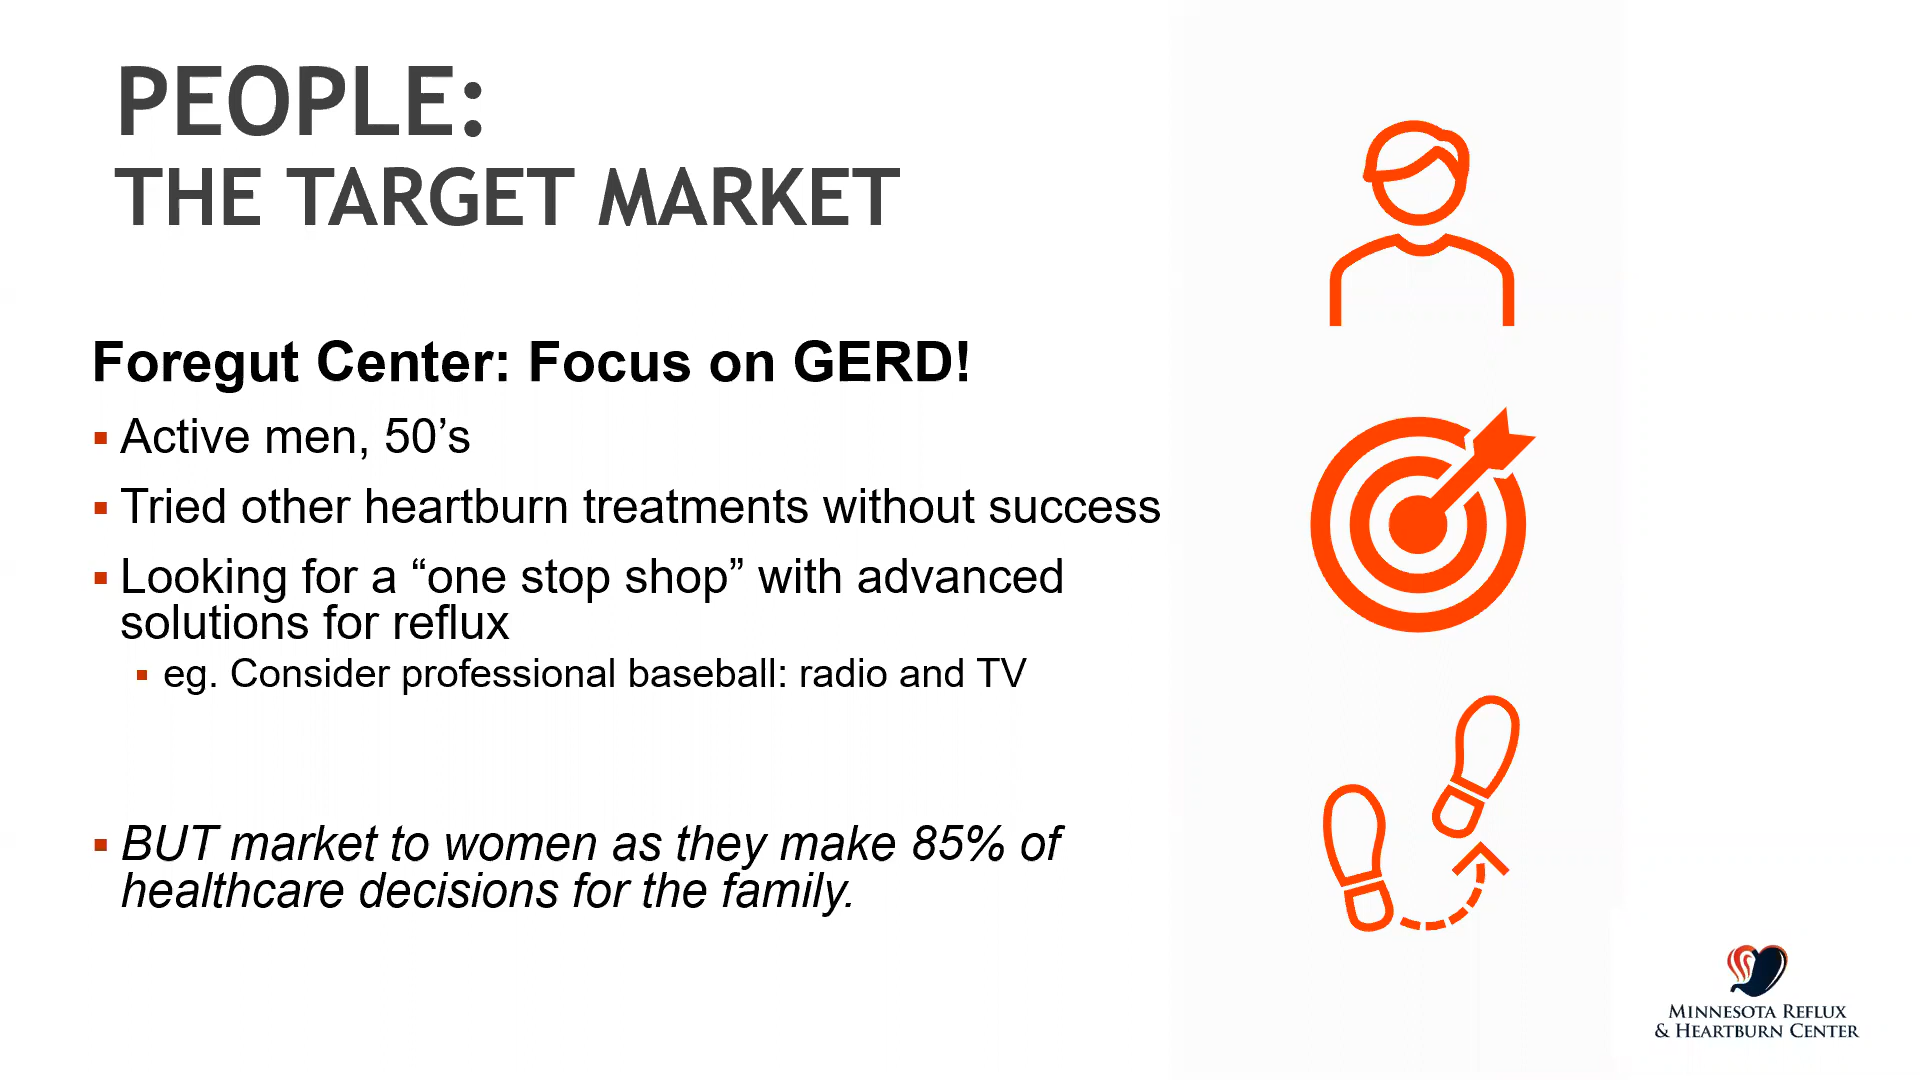 PEOPLE:
THE TARGET MARKET
Foregut Center: Focus on GERD!
▪ Active men, 50’s
▪ Tried other heartburn treatments without success
▪ Looking for a “one stop shop” with advanced
solutions for reflux
▪ eg. Consider professional baseball: radio and TV
▪ BUT market to women as they make 85% of
healthcare decisions for the family.
MINNESOTA REFLUX
& HEARTBURN CENTER